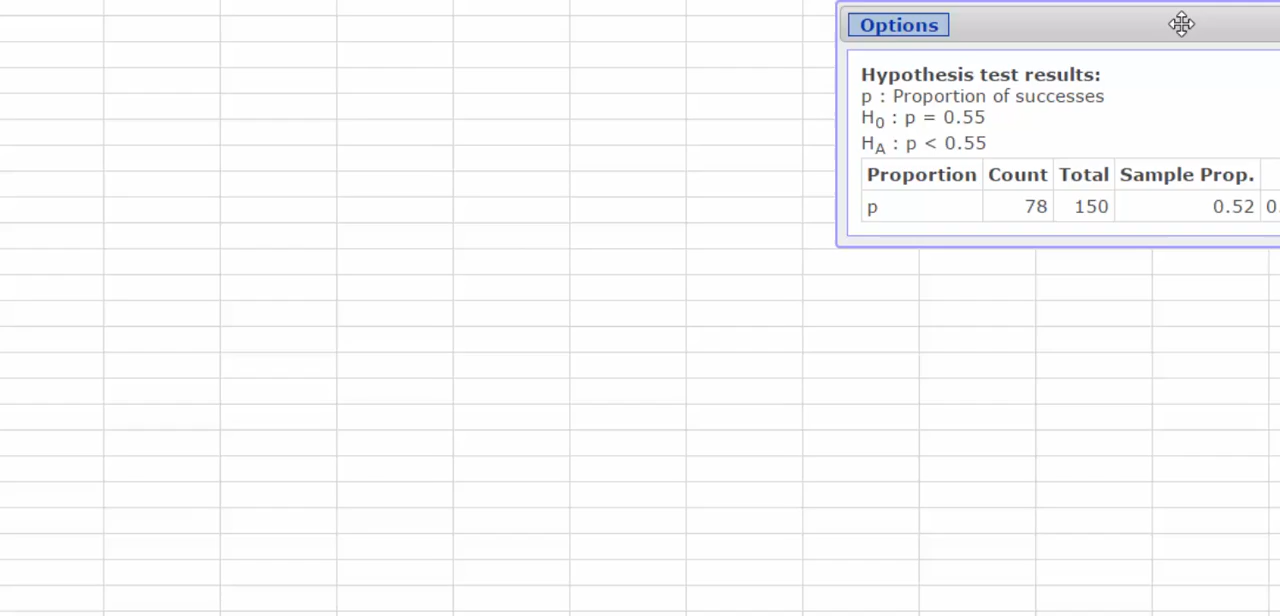 Options
Hypothesis test results:
p : Proportion of successes
H0 : p = 0.55
HA : p < 0.55
Proportion Count Total Sample Prop.
p 78 150 0.52 0.